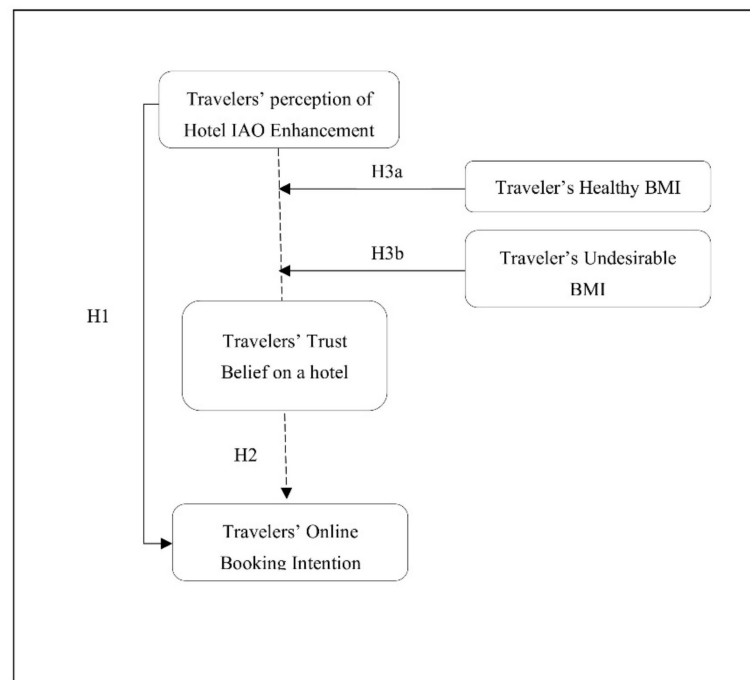 Travelers’ perception of
Hotel IAO Enhancement
H3a
Traveler’s Healthy BMI
H3b
Traveler’s Undesirable
BMI
H1
Travelers’ Trust
Belief on a hotel
H2
Travelers’ Online
Booking Intention